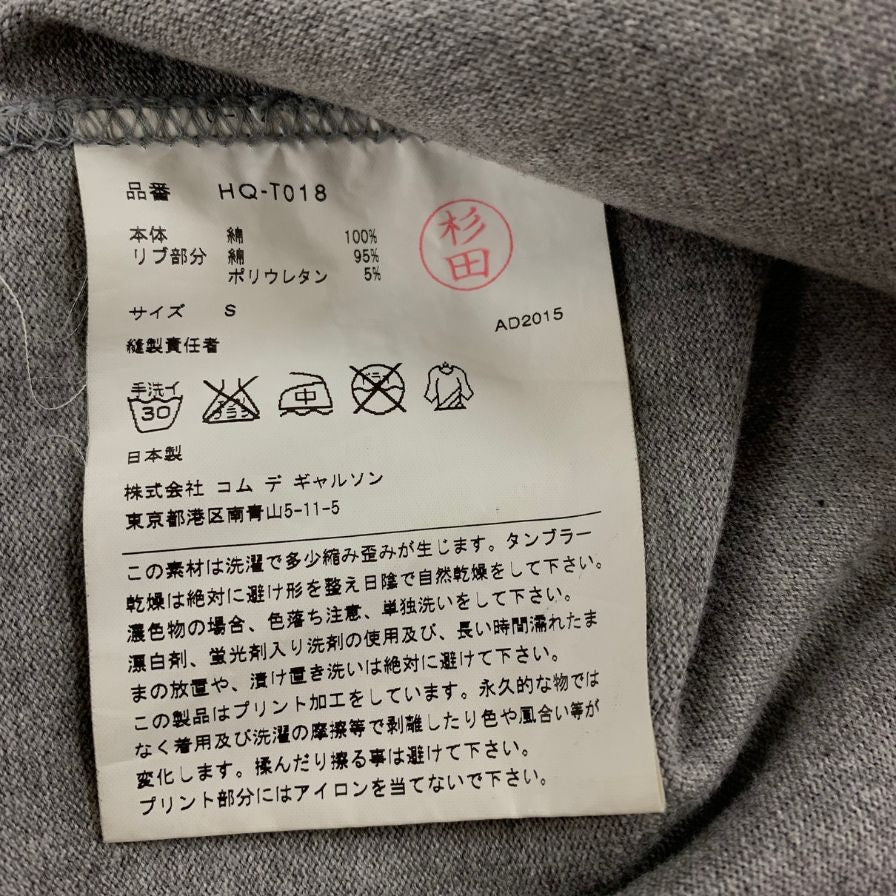 品番 HQ-T018
本体 綿 100%
リブ部分 綿 95%
ポリウレタン 5%
杉田
サイズ S
AD2015
縫製責任者
手洗イ
30
中
日本製
株式会社 コム デ ギャルソン
東京都港区南青山5-11-5
この素材は洗濯で多少縮み歪みが生じます。タンブラー
乾燥は絶対に避け形を整え日陰で自然乾燥をして下さい。
濃色物の場合、色落ち注意、単独洗いをして下さい。
漂白剤、蛍光剤入り洗剤の使用及び、長い時間濡れたま
まの放置や、漬け置き洗いは絶対に避けて下さい。
この製品はプリント加工をしています。永久的な物では
なく着用及び洗濯の摩擦等で剥離したり色や風合い等が
変化します。揉んだり擦る事は避けて下さい。
プリント部分にはアイロンを当てないで下さい。